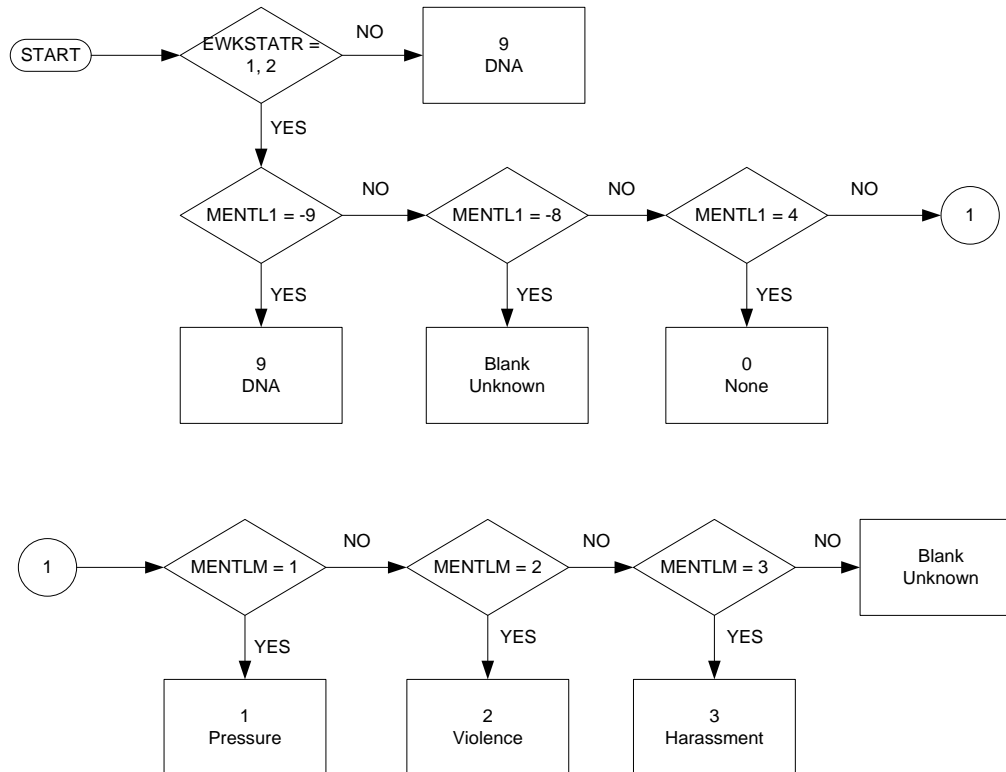 START
EWKSTATR =
1, 2
NO
9
DNA
YES
MENTL1 = -9
NO
MENTL1 = -8
NO
MENTL1 = 4
NO
1
YES
YES
YES
9
DNA
Blank
Unknown
0
None
1
MENTLM = 1
NO
MENTLM = 2
NO
MENTLM = 3
NO
Blank
Unknown
YES
YES
YES
1
Pressure
2
Violence
3
Harassment